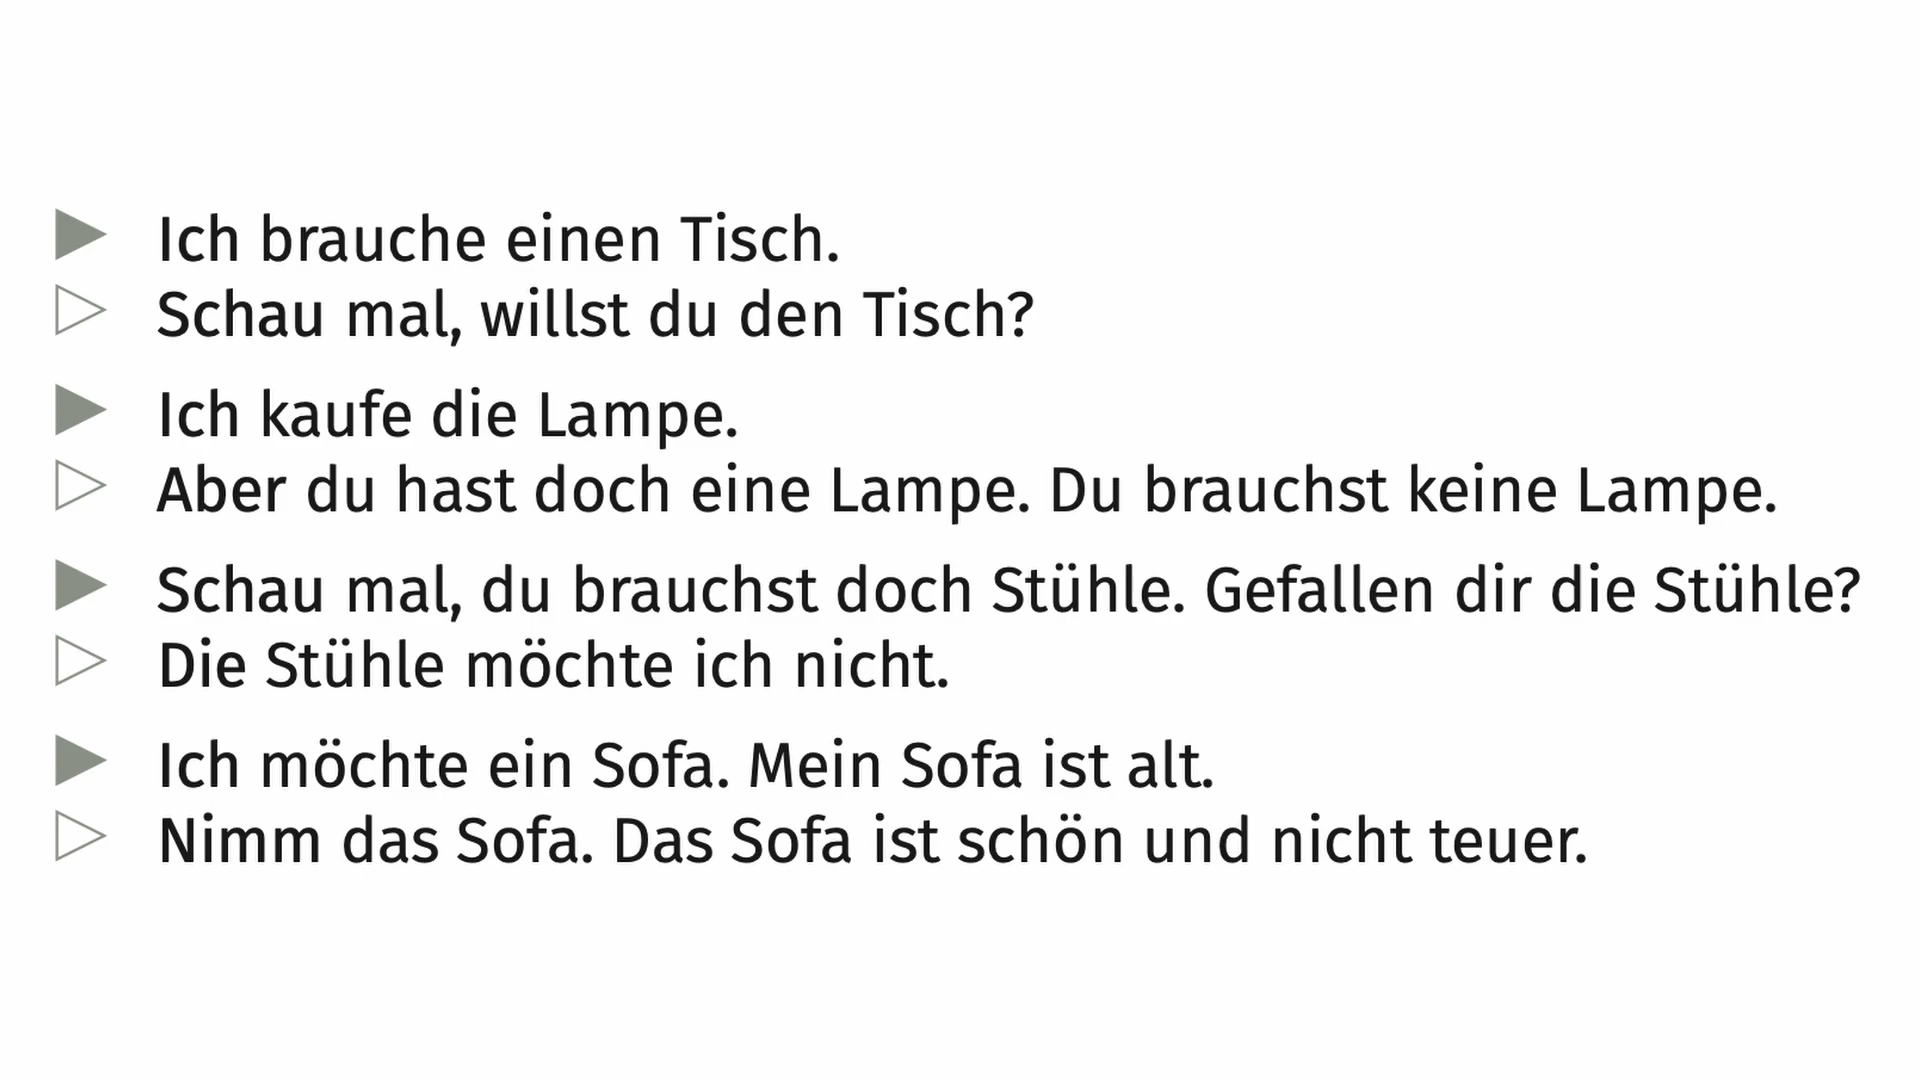 Ich brauche einen Tisch.
Schau mal, willst du den Tisch?
Ich kaufe die Lampe.
Aber du hast doch eine Lampe. Du brauchst keine Lampe.
Schau mal, du brauchst doch Stühle. Gefallen dir die Stühle?
Die Stühle möchte ich nicht.
Ich möchte ein Sofa. Mein Sofa ist alt.
Nimm das Sofa. Das Sofa ist schön und nicht teuer.